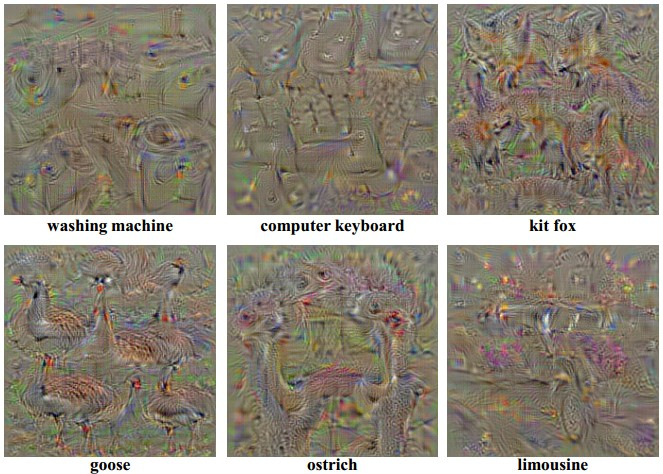 washing machine
computer keyboard
kit fox
goose
ostrich
limousine